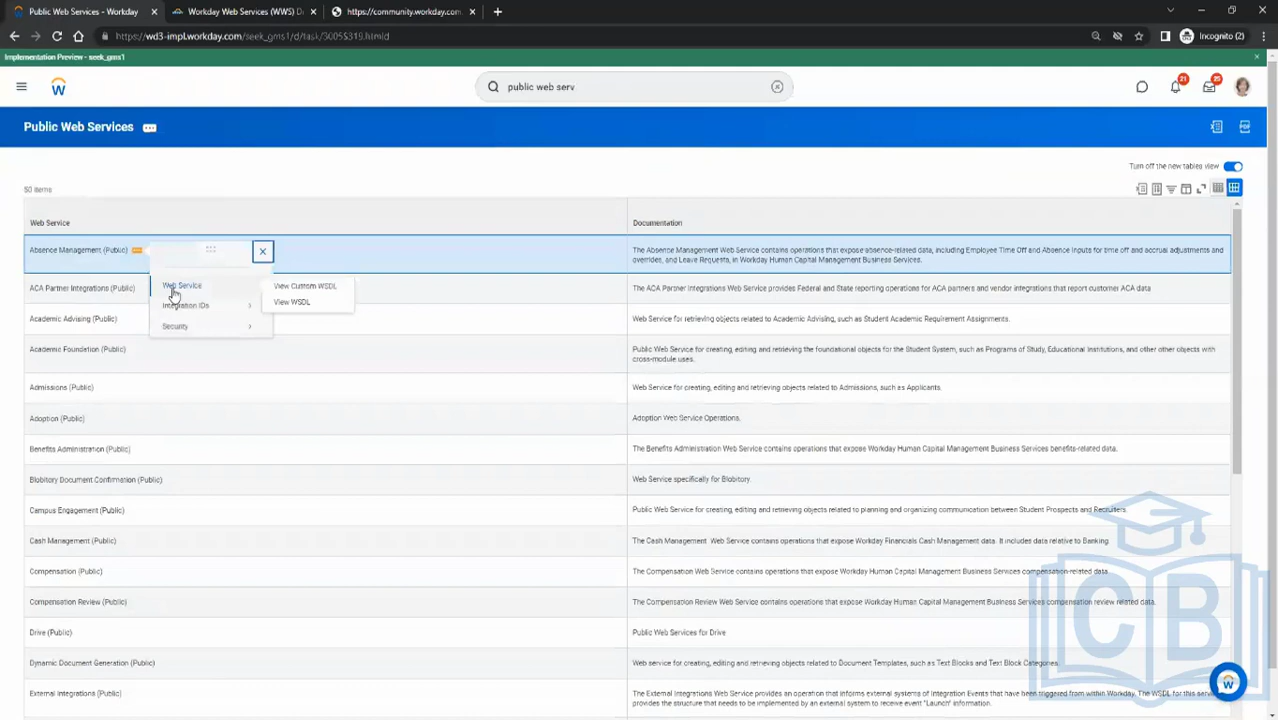 Public Web Services - Workday
Workday Web Services (WWS) D
https://community.workday.com
https://wd3-impl.workday.com/seek_gms1/d/task/3005$319.htmld
Incognito (2)
Implementation Preview - seek_gms1
public web serv
21
25
Public Web Services
Turn off the new tables view
50 items
Web Service
Documentation
Absence Management (Public)
The Absence Management Web Service contains operations that expose absence-related data, including Employee Time Off and Absence Inputs for time off and accrual adjustments and
overrides, and Leave Requests, in Workday Human Capital Management Business Services.
Web Service
View Custom WSDL
View WSDL
Integration IDs
Security
ACA Partner Integrations (Public)
The ACA Partner Integrations Web Service provides Federal and State reporting operations for ACA partners and vendor integrations that report customer ACA data
Academic Advising (Public)
Web Service for retrieving objects related to Academic Advising, such as Student Academic Requirement Assignments.
Academic Foundation (Public)
Public Web Service for creating, editing and retrieving the foundational objects for the Student System, such as Programs of Study, Educational Institutions, and other other objects with
cross-module uses.
Admissions (Public)
Web Service for creating, editing and retrieving objects related to Admissions, such as Applicants.
Adoption (Public)
Adoption Web Service Operations.
Benefits Administration (Public)
The Benefits Administration Web Service contains operations that expose Workday Human Capital Management Business Services benefits-related data.
Blobitory Document Confirmation (Public)
Web Service specifically for Blobitory.
Campus Engagement (Public)
Public Web Service for creating, editing and retrieving objects related to planning and organizing communication between Student Prospects and Recruiters.
Cash Management (Public)
The Cash Management Web Service contains operations that expose Workday Financials Cash Management data. It includes data relative to Banking.
Compensation (Public)
The Compensation Web Service contains operations that expose Workday Human Capital Management Business Services compensation-related data.
Compensation Review (Public)
The Compensation Review Web Service contains operations that expose Workday Human Capital Management Business Services compensation review related data.
Drive (Public)
Public Web Services for Drive
Dynamic Document Generation (Public)
Web service for creating, editing and retrieving objects related to Document Templates, such as Text Blocks and Text Block Categories.
External Integrations (Public)
The External Integrations Web Service provides an operation that informs external systems of Integration Events that have been triggered from within Workday. The WSDL for this serv
provides the structure that needs to be implemented by an external system to receive event "Launch" information.
CB